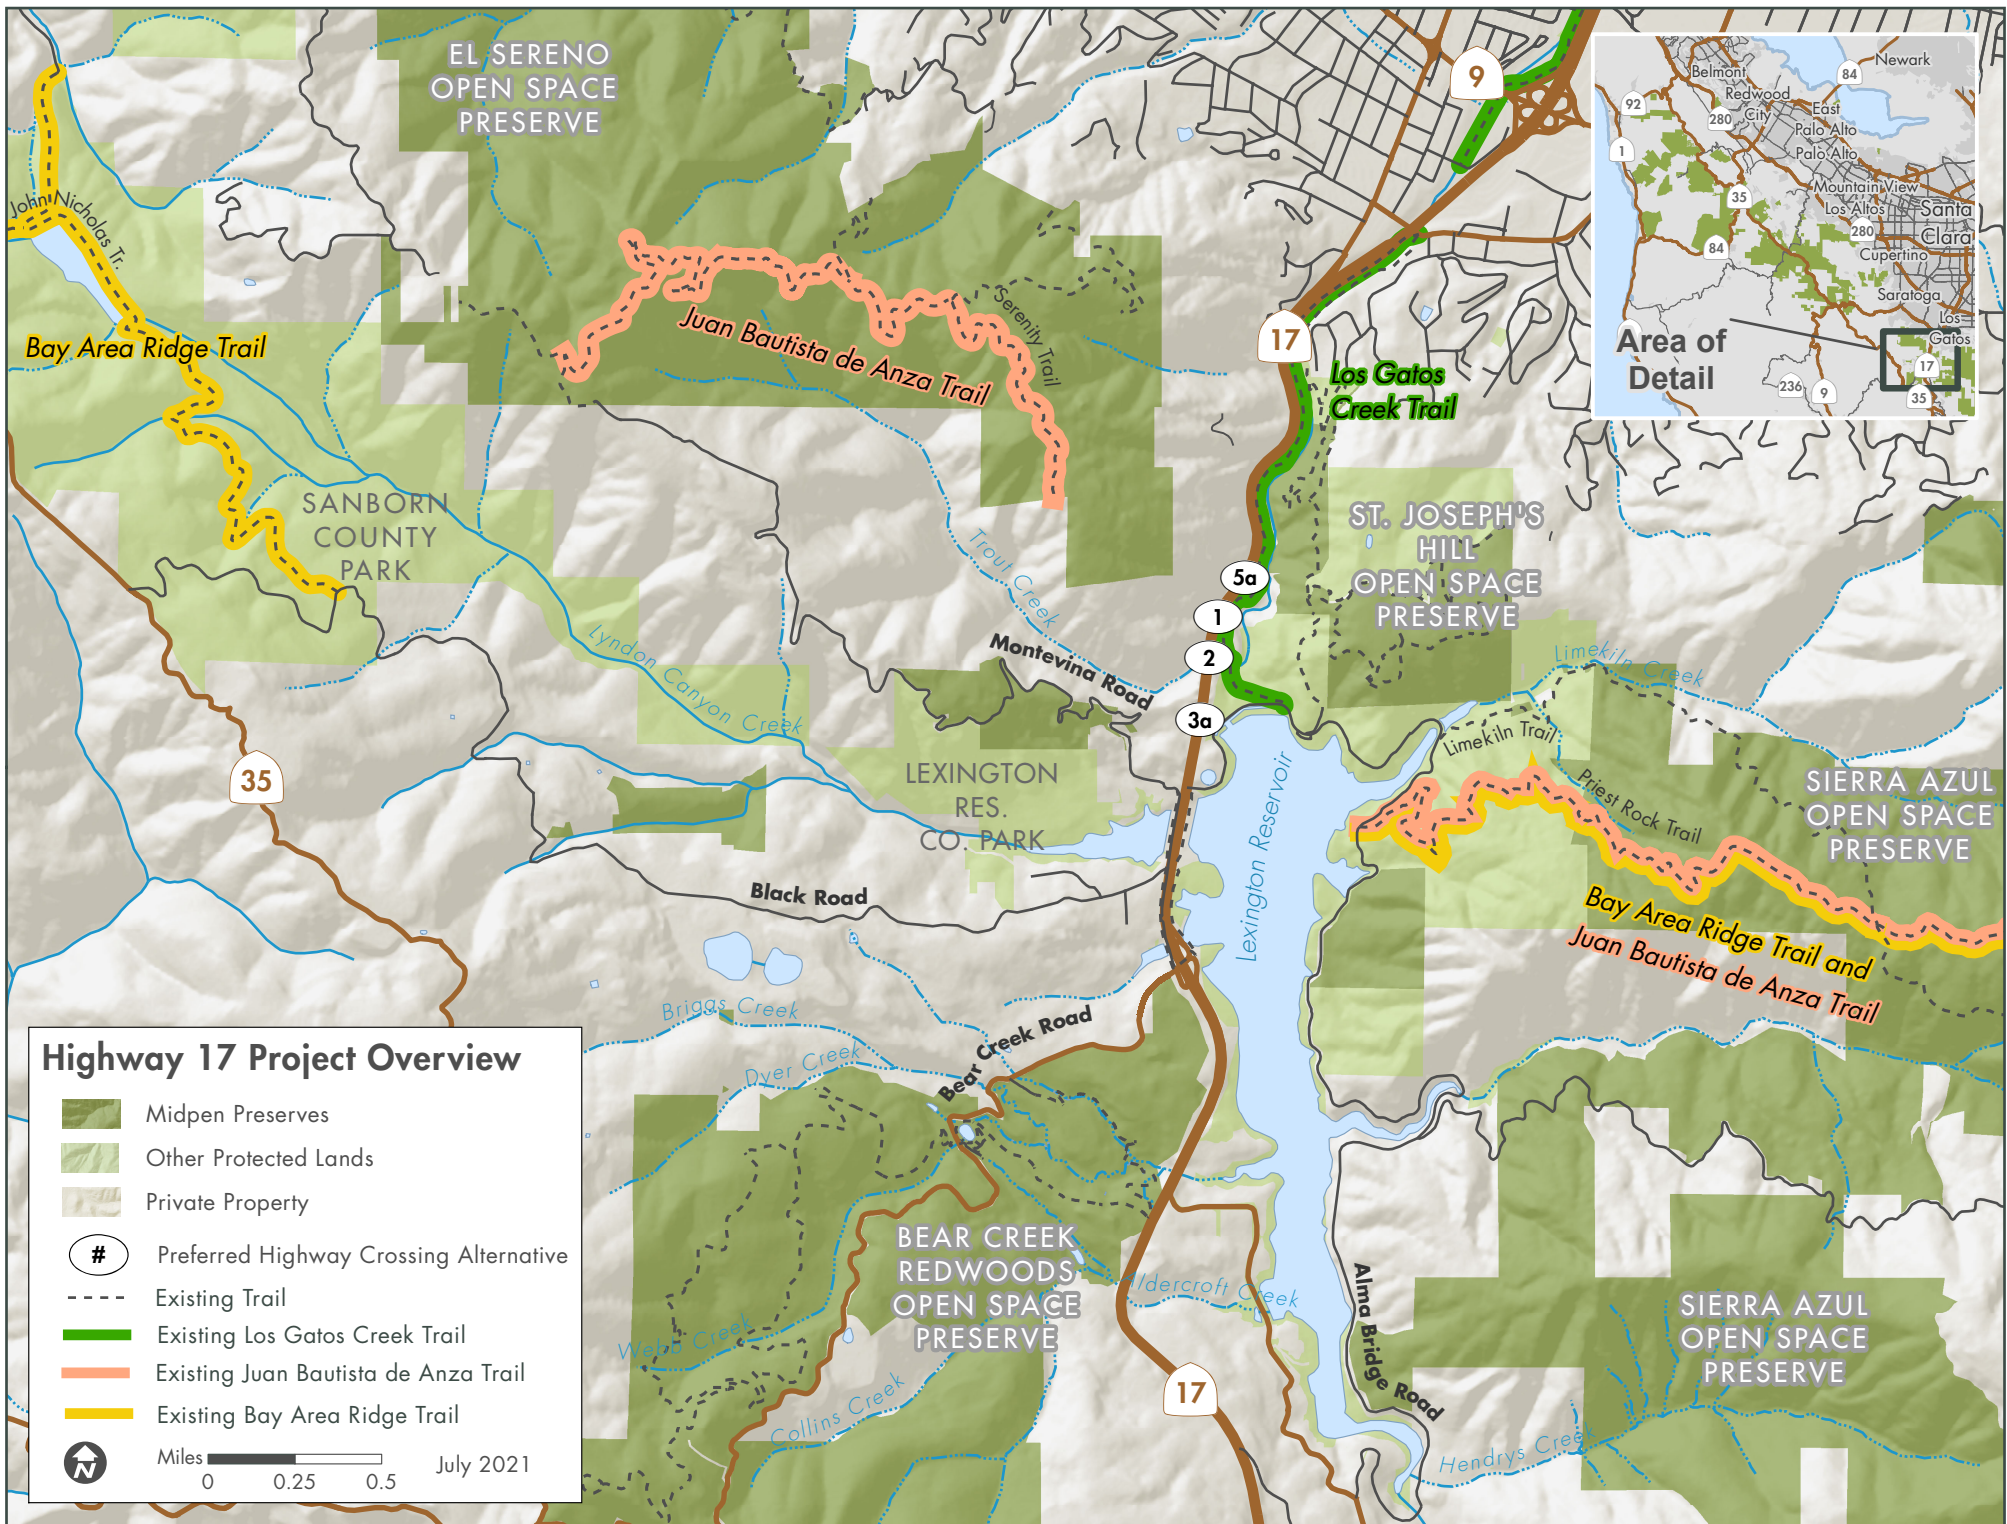 EL SERENO
OPEN SPACE
PRESERVE
9
John Nicholas Tr.
Bay Area Ridge Trail
Juan Bautista de Anza Trail
Serenity Trail
17
Los Gatos
Creek Trail
SANBORN
COUNTY
PARK
Trout Creek
ST. JOSEPH'S
HILL
OPEN SPACE
PRESERVE
5a
1
2
3a
Montevina Road
Lyndon Canyon Creek
Limekiln Creek
Limekiln Trail
Priest Rock Trail
35
LEXINGTON
RES.
CO. PARK
Lexington Reservoir
SIERRA AZUL
OPEN SPACE
PRESERVE
Black Road
Bay Area Ridge Trail and
Juan Bautista de Anza Trail
Briggs Creek
Dyer Creek
Bear Creek Road
BEAR CREEK
REDWOODS
OPEN SPACE
PRESERVE
Aldercroft Creek
Webb Creek
Collins Creek
17
Alma Bridge Road
Hendrys Creek
SIERRA AZUL
OPEN SPACE
PRESERVE
Belmont
Redwood
City
Newark
84
92
280
East
Palo Alto
Palo Alto
1
Mountain View
Los Altos
Santa
Clara
35
280
84
Cupertino
Saratoga
Los
Gatos
Area of
Detail
17
236
9
35
Highway 17 Project Overview
Midpen Preserves
Other Protected Lands
Private Property
# Preferred Highway Crossing Alternative
Existing Trail
Existing Los Gatos Creek Trail
Existing Juan Bautista de Anza Trail
Existing Bay Area Ridge Trail
N
Miles
0 0.25 0.5
July 2021